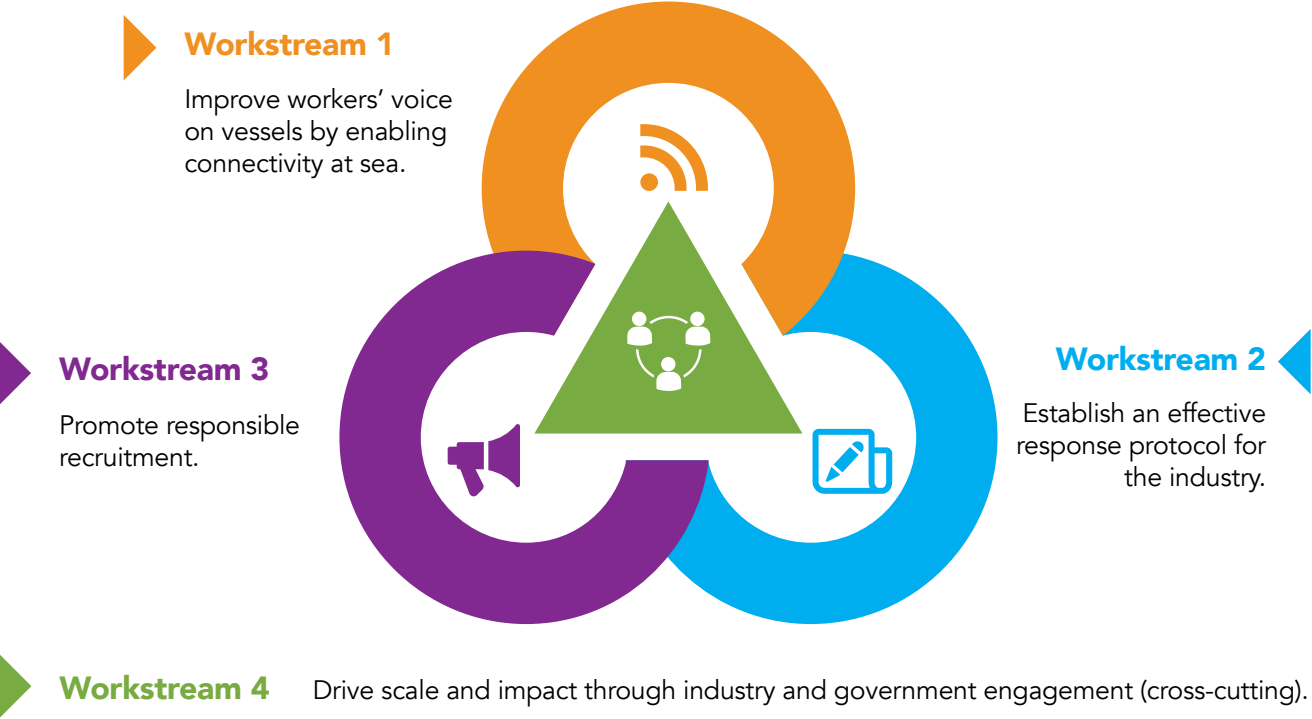 Workstream 1
Improve workers’ voice
on vessels by enabling
connectivity at sea.
Workstream 3
Promote responsible
recruitment.
Workstream 2
Establish an effective
response protocol for
the industry.
Workstream 4
Drive scale and impact through industry and government engagement (cross-cutting).